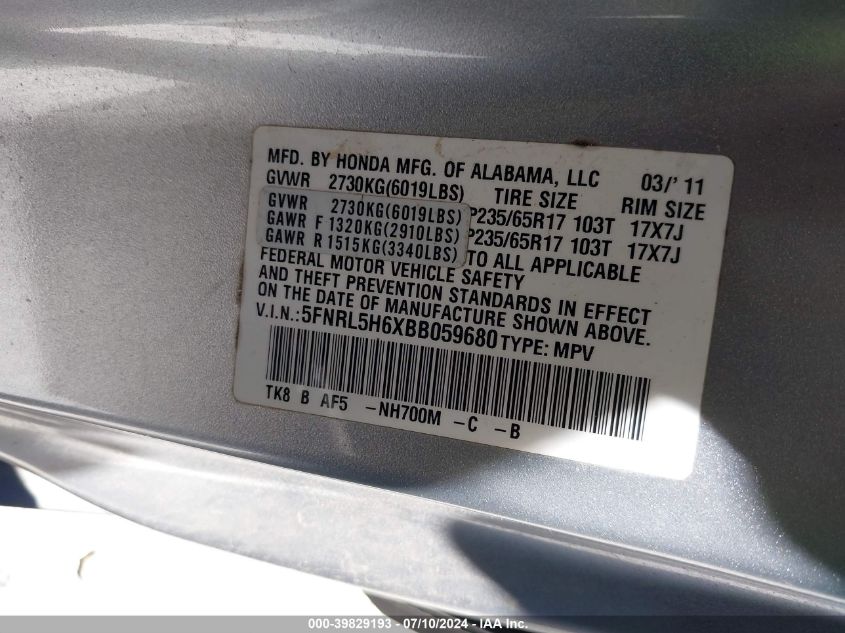 MFD. BY HONDA MFG. OF ALABAMA, LLC 03/'11
GVWR 2730KG(6019LBS) TIRE SIZE RIM SIZE
GVWR 2730KG(6019LBS)
GAWR F 1320KG(2910LBS) P235/65R17 103T 17X7J
GAWR R 1515KG(3340LBS) P235/65R17 103T 17X7J
TO ALL APPLICABLE
FEDERAL MOTOR VEHICLE SAFETY
AND THEFT PREVENTION STANDARDS IN EFFECT
ON THE DATE OF MANUFACTURE SHOWN ABOVE.
V.I.N.: 5FNRL5H6XBB059680 TYPE: MPV
TK8 B AF5 -NH700M -C -B
000-39829193 - 07/10/2024 - IAA, Inc.